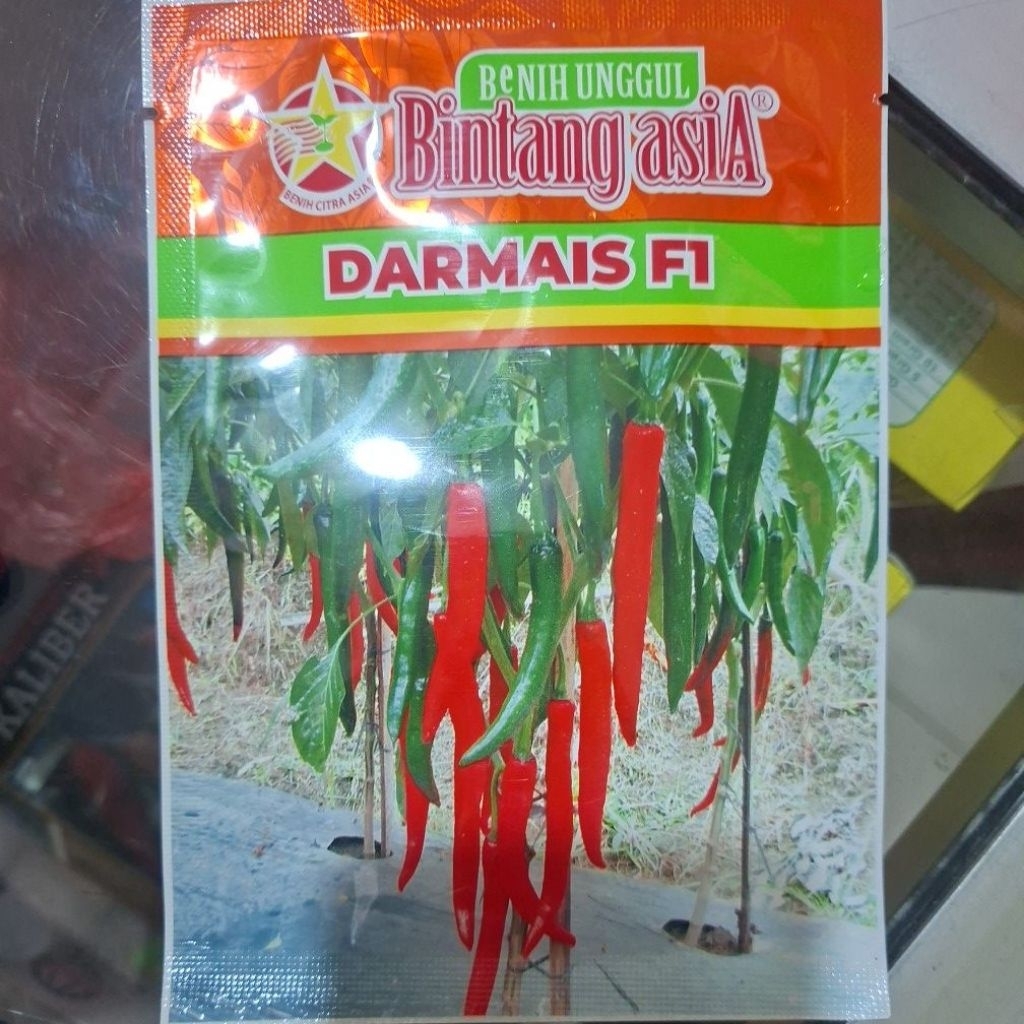 BeNIH UNGGUL
Bintang asiA®
BENIH CITRA ASIA
DARMAIS F1
KALIBER